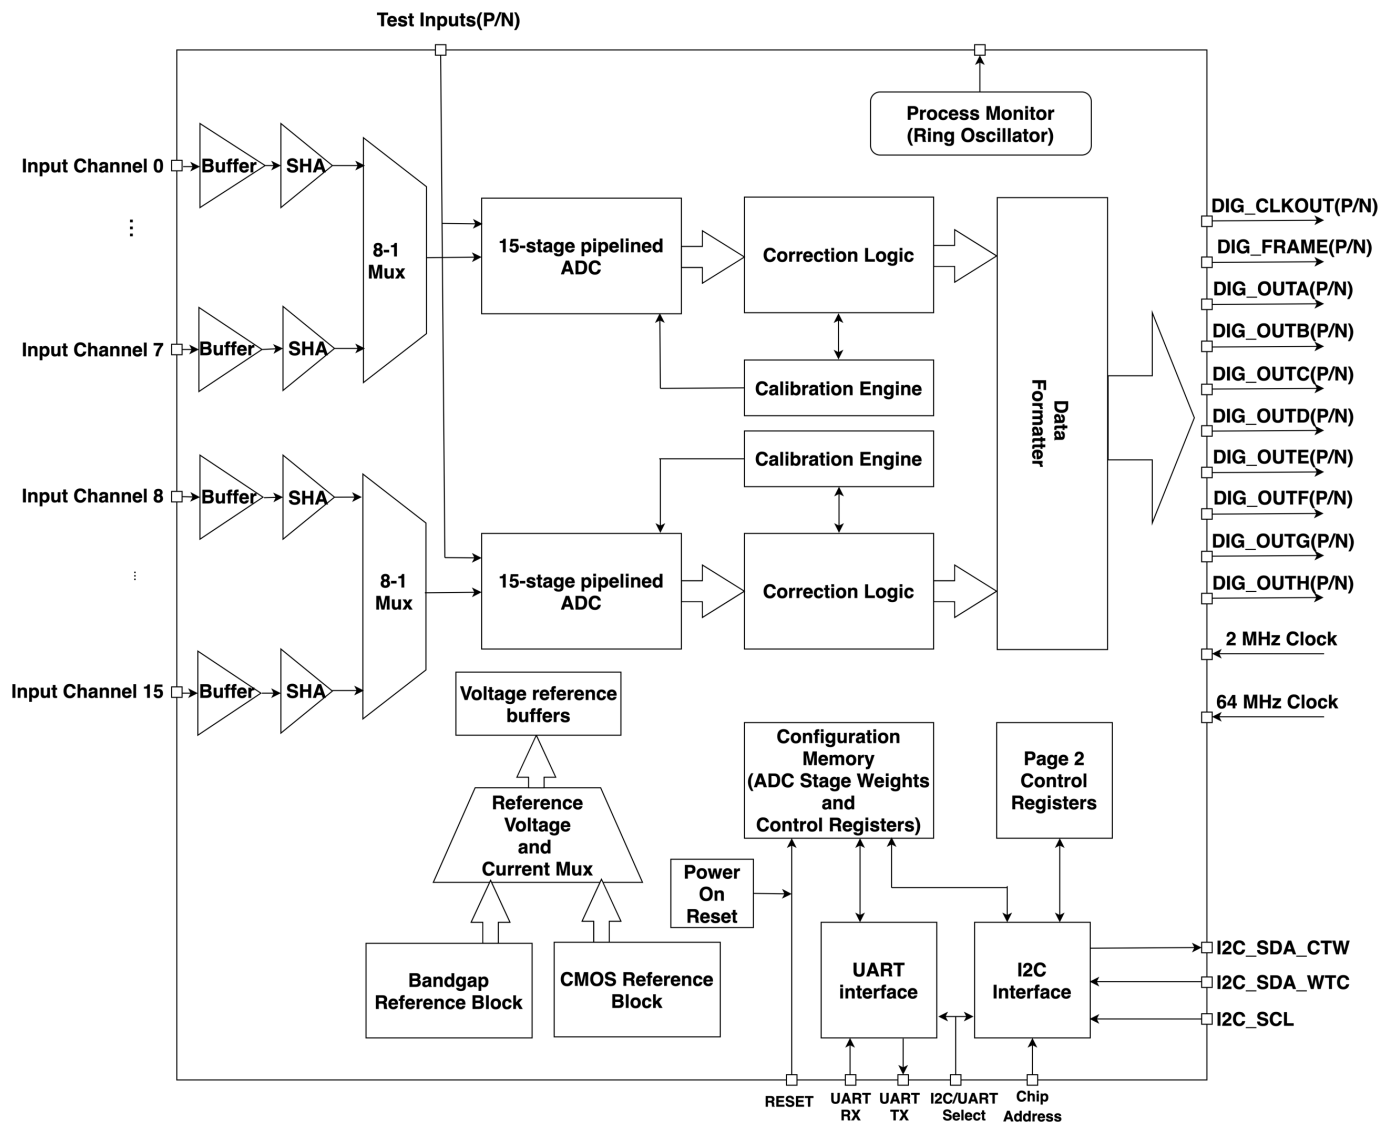 Test Inputs(P/N)
Process Monitor
(Ring Oscillator)
Input Channel 0
Buffer
SHA
...
8-1
Mux
Input Channel 7
Buffer
SHA
15-stage pipelined
ADC
Correction Logic
Calibration Engine
Data
Formatter
Input Channel 8
Buffer
SHA
...
8-1
Mux
Input Channel 15
Buffer
SHA
Calibration Engine
15-stage pipelined
ADC
Correction Logic
DIG_CLKOUT(P/N)
DIG_FRAME(P/N)
DIG_OUTA(P/N)
DIG_OUTB(P/N)
DIG_OUTC(P/N)
DIG_OUTD(P/N)
DIG_OUTE(P/N)
DIG_OUTF(P/N)
DIG_OUTG(P/N)
DIG_OUTH(P/N)
2 MHz Clock
64 MHz Clock
Voltage reference
buffers
Reference
Voltage
and
Current Mux
Bandgap
Reference Block
CMOS Reference
Block
Configuration
Memory
(ADC Stage Weights
and
Control Registers)
Page 2
Control
Registers
Power
On
Reset
UART
interface
I2C
Interface
I2C_SDA_CTW
I2C_SDA_WTC
I2C_SCL
RESET
UART
RX
UART
TX
I2C/UART
Select
Chip
Address